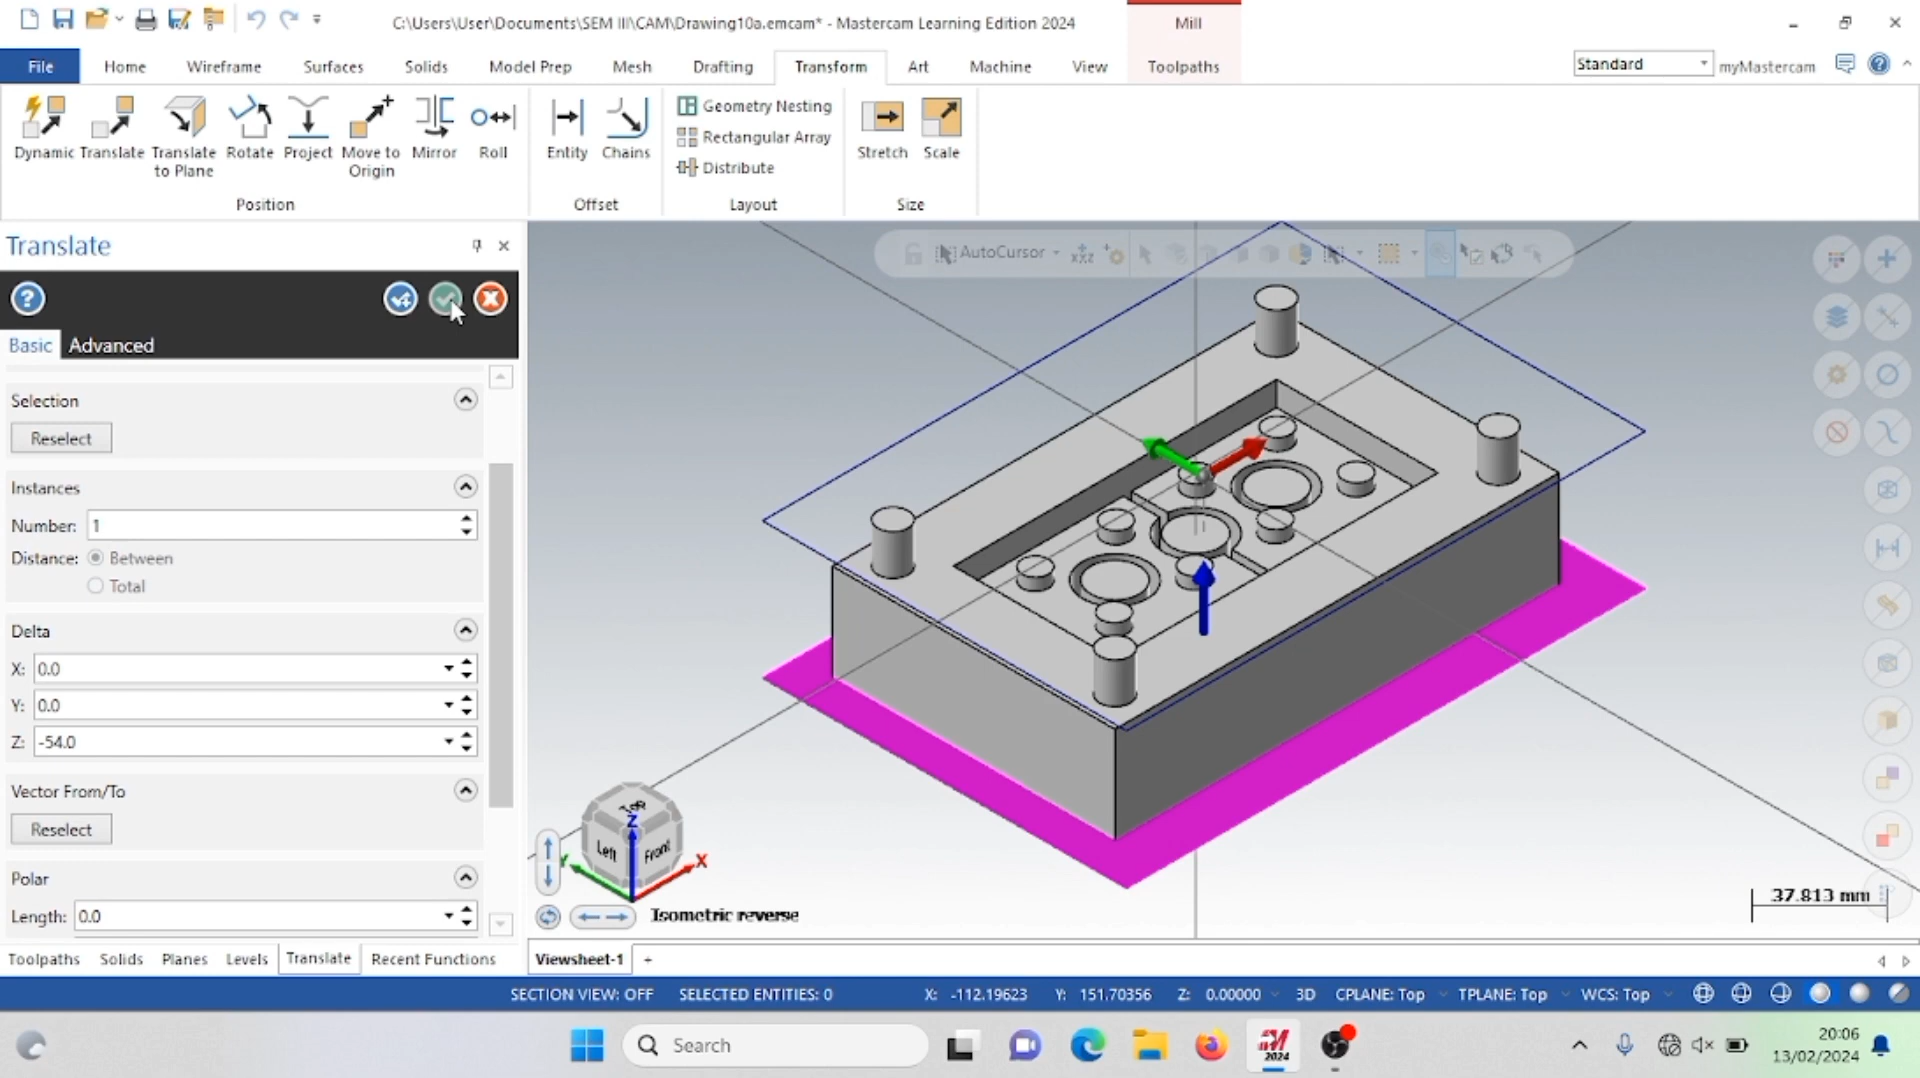 C:\Users\User\Documents\SEM III\CAM\Drawing10a.emcam* - Mastercam Learning Edition 2024
Mill
File Home Wireframe Surfaces Solids Model Prep Mesh Drafting Transform Art Machine View Toolpaths
Standard
myMastercam
Dynamic Translate Translate to Plane Rotate Project Move to Origin Mirror Roll
Position
Entity Chains
Offset
Geometry Nesting
Rectangular Array
Distribute
Layout
Stretch Scale
Size
Translate
Basic Advanced
Selection
Reselect
Instances
Number: 1
Distance: Between
Total
Delta
X: 0.0
Y: 0.0
Z: -54.0
Vector From/To
Reselect
Polar
Length: 0.0
AutoCursor
Top
Z
Left
Front
X
Y
Isometric reverse
37.813 mm
Toolpaths Solids Planes Levels Translate Recent Functions
Viewsheet-1 +
SECTION VIEW: OFF SELECTED ENTITIES: 0 X: -112.19623 Y: 151.70356 Z: 0.00000 3D CPLANE: Top TPLANE: Top WCS: Top
Search
2024
20:06
13/02/2024